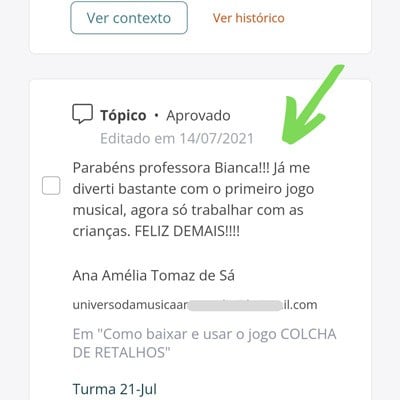 Ver contexto
Ver histórico
Tópico • Aprovado
Editado em 14/07/2021
Parabéns professora Bianca!!! Já me
diverti bastante com o primeiro jogo
musical, agora só trabalhar com as
crianças. FELIZ DEMAIS!!!!
Ana Amélia Tomaz de Sá
Em "Como baixar e usar o jogo COLCHA
DE RETALHOS"
Turma 21-Jul